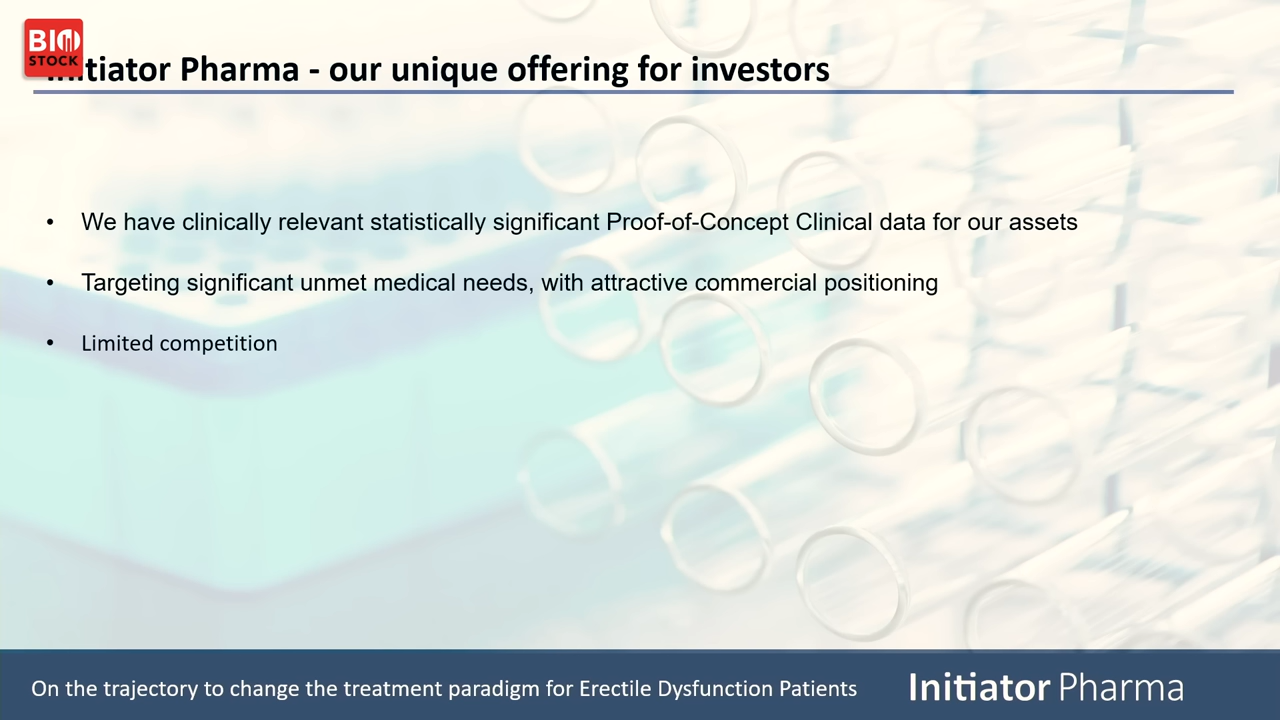 BIO
STOCK
Initiator Pharma - our unique offering for investors
• We have clinically relevant statistically significant Proof-of-Concept Clinical data for our assets
• Targeting significant unmet medical needs, with attractive commercial positioning
• Limited competition
On the trajectory to change the treatment paradigm for Erectile Dysfunction Patients
Initiator Pharma